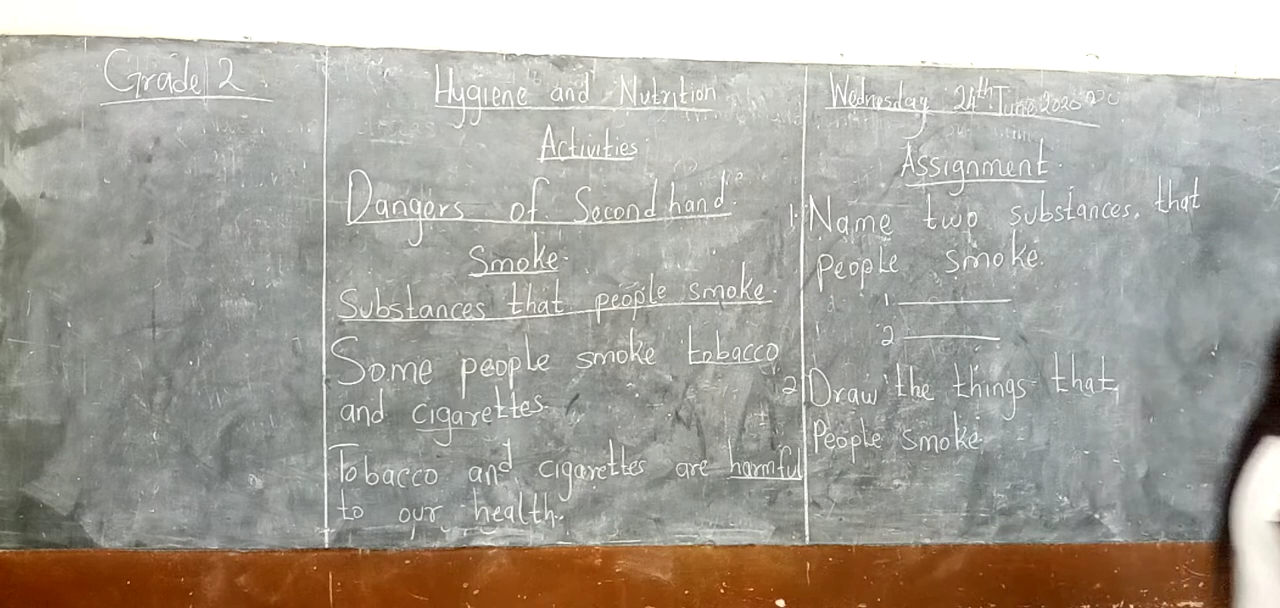 Grade 2
Hygiene and Nutrition
Activities
Dangers of Secondhand
Smoke.
Substances that people smoke.
Some people smoke tobacco
and cigarettes.
Tobacco and cigarettes are harmful
to our health.
Wednesday 24th June 2020
Assignment.
1. Name two substances. that
people smoke.
1.
2
2 Draw the things that
People smoke